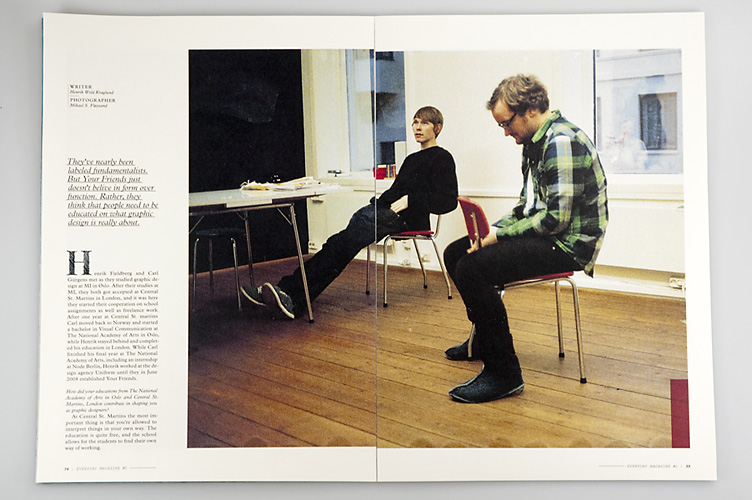 WRITER
PHOTOGRAPHER
They've nearly been
labeled fundamentalists.
But Your Friends just
doesn't belive in form over
function. Rather, they
think that people need to be
educated on what graphic
design is really about.
Henrik Fjeldberg and Carl
Gürgens met as they studied graphic de-
sign at MI in Oslo. After their studies at
MI, they both got accepted at Central
St. Martins in London, and it was here
they started their cooperation on school
assignments as well as freelance work.
After one year at Central St. martins
Carl moved back to Norway and started
a bachelor in Visual Communication at
The National Academy of Arts in Oslo,
while Henrik stayed behind and complet-
ed his education in London. While Carl
finished his final year at The National
Academy of Arts, including an internship
at Node Berlin, Henrik worked at the de-
sign agency Uniform until they in June
2008 established Your Friends.
How did your educations from The National
Academy of Arts in Oslo and Central St.
Martins, London contribute in shaping you
as graphic designers?
At Central St. Martins the most im-
portant thing is that you're allowed to
interpret things in your own way. The
education is quite free, and the school
allows for the students to find their own
way of working.